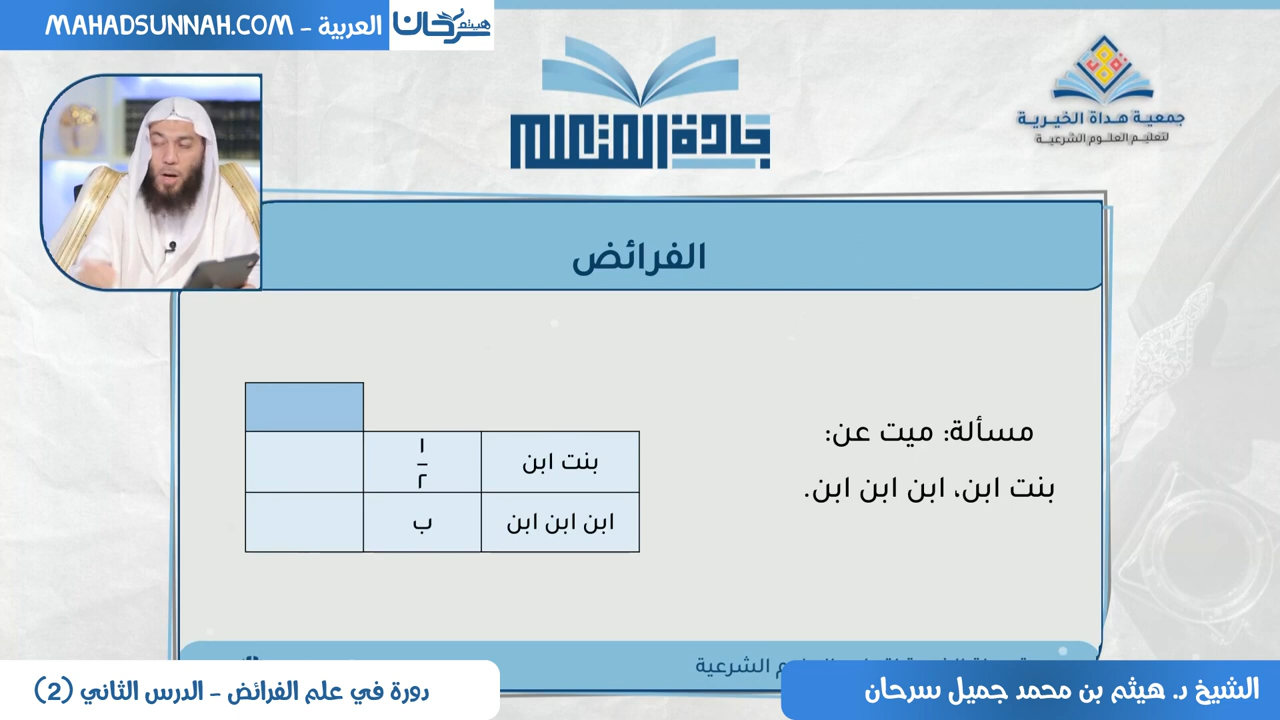 العربية - MAHADSUNNAH.COM
هيثم سرحان
جادة المتعلم
جمعية هداة الخيرية
لتعليم العلوم الشرعية
الفرائض
مسألة: ميت عن:
بنت ابن، ابن ابن ابن.
بنت ابن
١
٢
ابن ابن ابن
ب
الشرعية
الشيخ د. هيثم بن محمد جميل سرحان
دورة في علم الفرائض - الدرس الثاني (2)